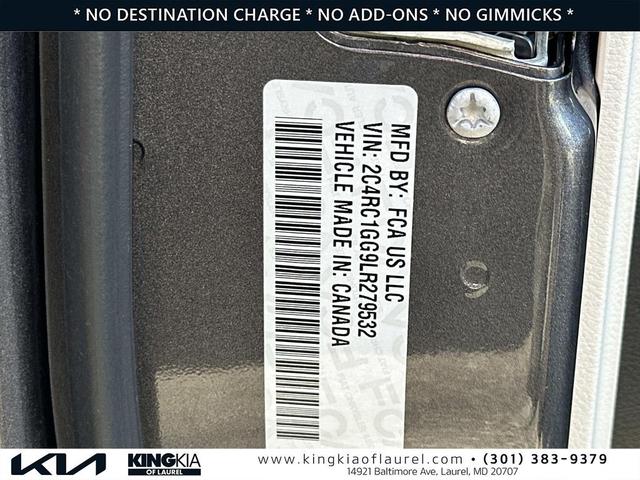 * NO DESTINATION CHARGE * NO ADD-ONS * NO GIMMICKS *
MFD BY: FCA US LLC
VIN: 2C4RC1GG9LR279532
VEHICLE MADE IN: CANADA
KIA
KING KIA
OF LAUREL
www.kingkiaoflaurel.com • (301) 383-9379
14921 Baltimore Ave, Laurel, MD 20707